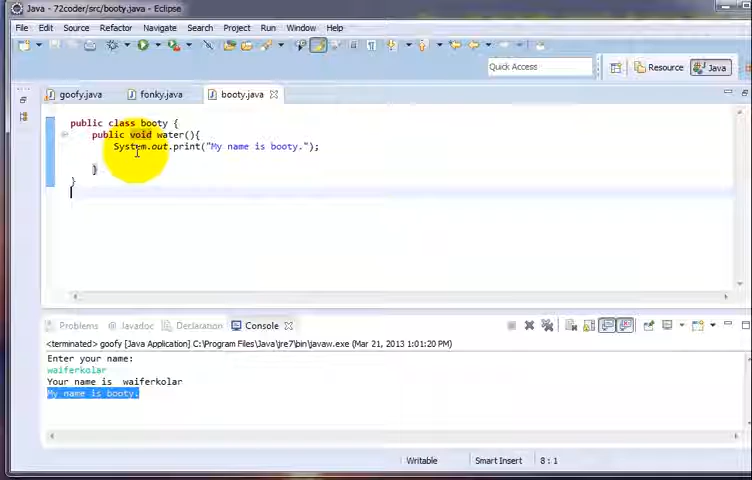 Java - 72coder/src/booty.java - Eclipse
File Edit Source Refactor Navigate Search Project Run Window Help
Quick Access Resource Java
goofy.java fonky.java booty.java
public class booty {
public void water(){
System.out.print("My name is booty.");
}
}
Problems Javadoc Declaration Console
<terminated> goofy [Java Application] C:\Program Files\Java\jre7\bin\javaw.exe (Mar 21, 2013 1:01:20 PM)
Enter your name:
waiferkolar
Your name is waiferkolar
My name is booty.
Writable Smart Insert 8 : 1